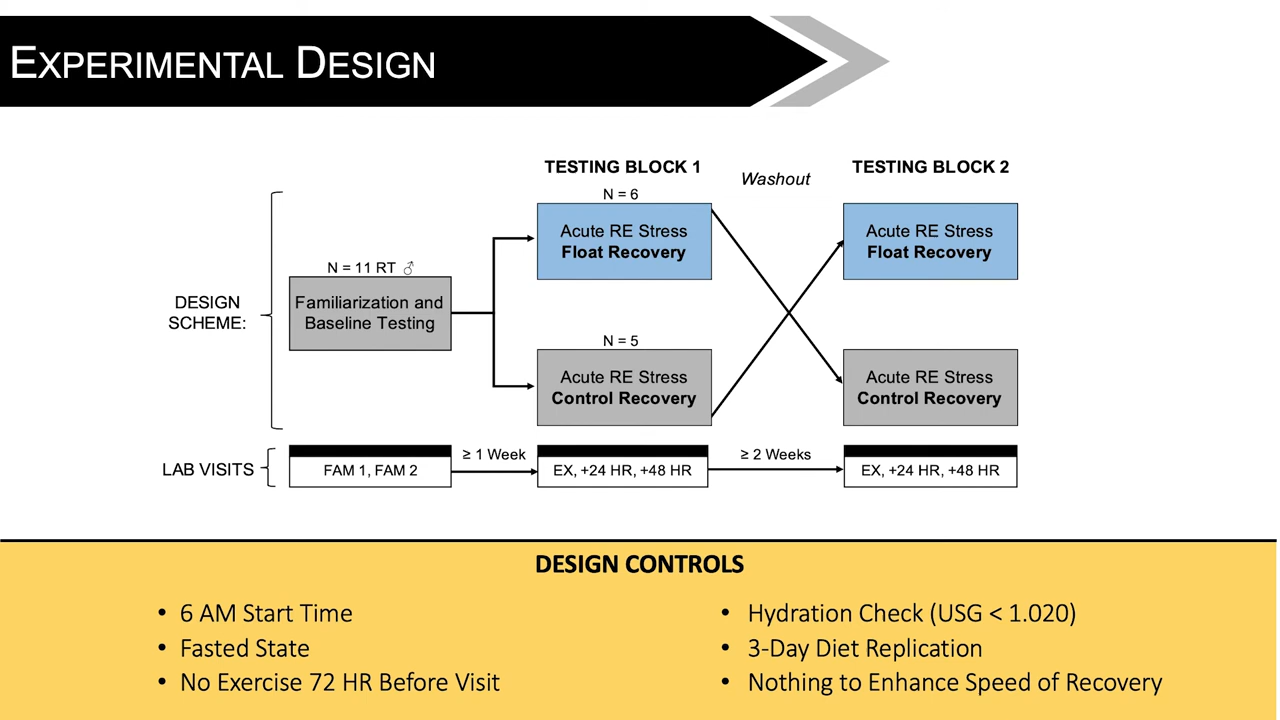 EXPERIMENTAL DESIGN
TESTING BLOCK 1
Washout
TESTING BLOCK 2
N = 6
Acute RE Stress
Float Recovery
Acute RE Stress
Float Recovery
N = 11 RT ♂
Familiarization and
Baseline Testing
DESIGN
SCHEME:
N = 5
Acute RE Stress
Control Recovery
Acute RE Stress
Control Recovery
LAB VISITS
FAM 1, FAM 2
≥ 1 Week
EX, +24 HR, +48 HR
≥ 2 Weeks
EX, +24 HR, +48 HR
DESIGN CONTROLS
• 6 AM Start Time
• Fasted State
• No Exercise 72 HR Before Visit
• Hydration Check (USG < 1.020)
• 3-Day Diet Replication
• Nothing to Enhance Speed of Recovery